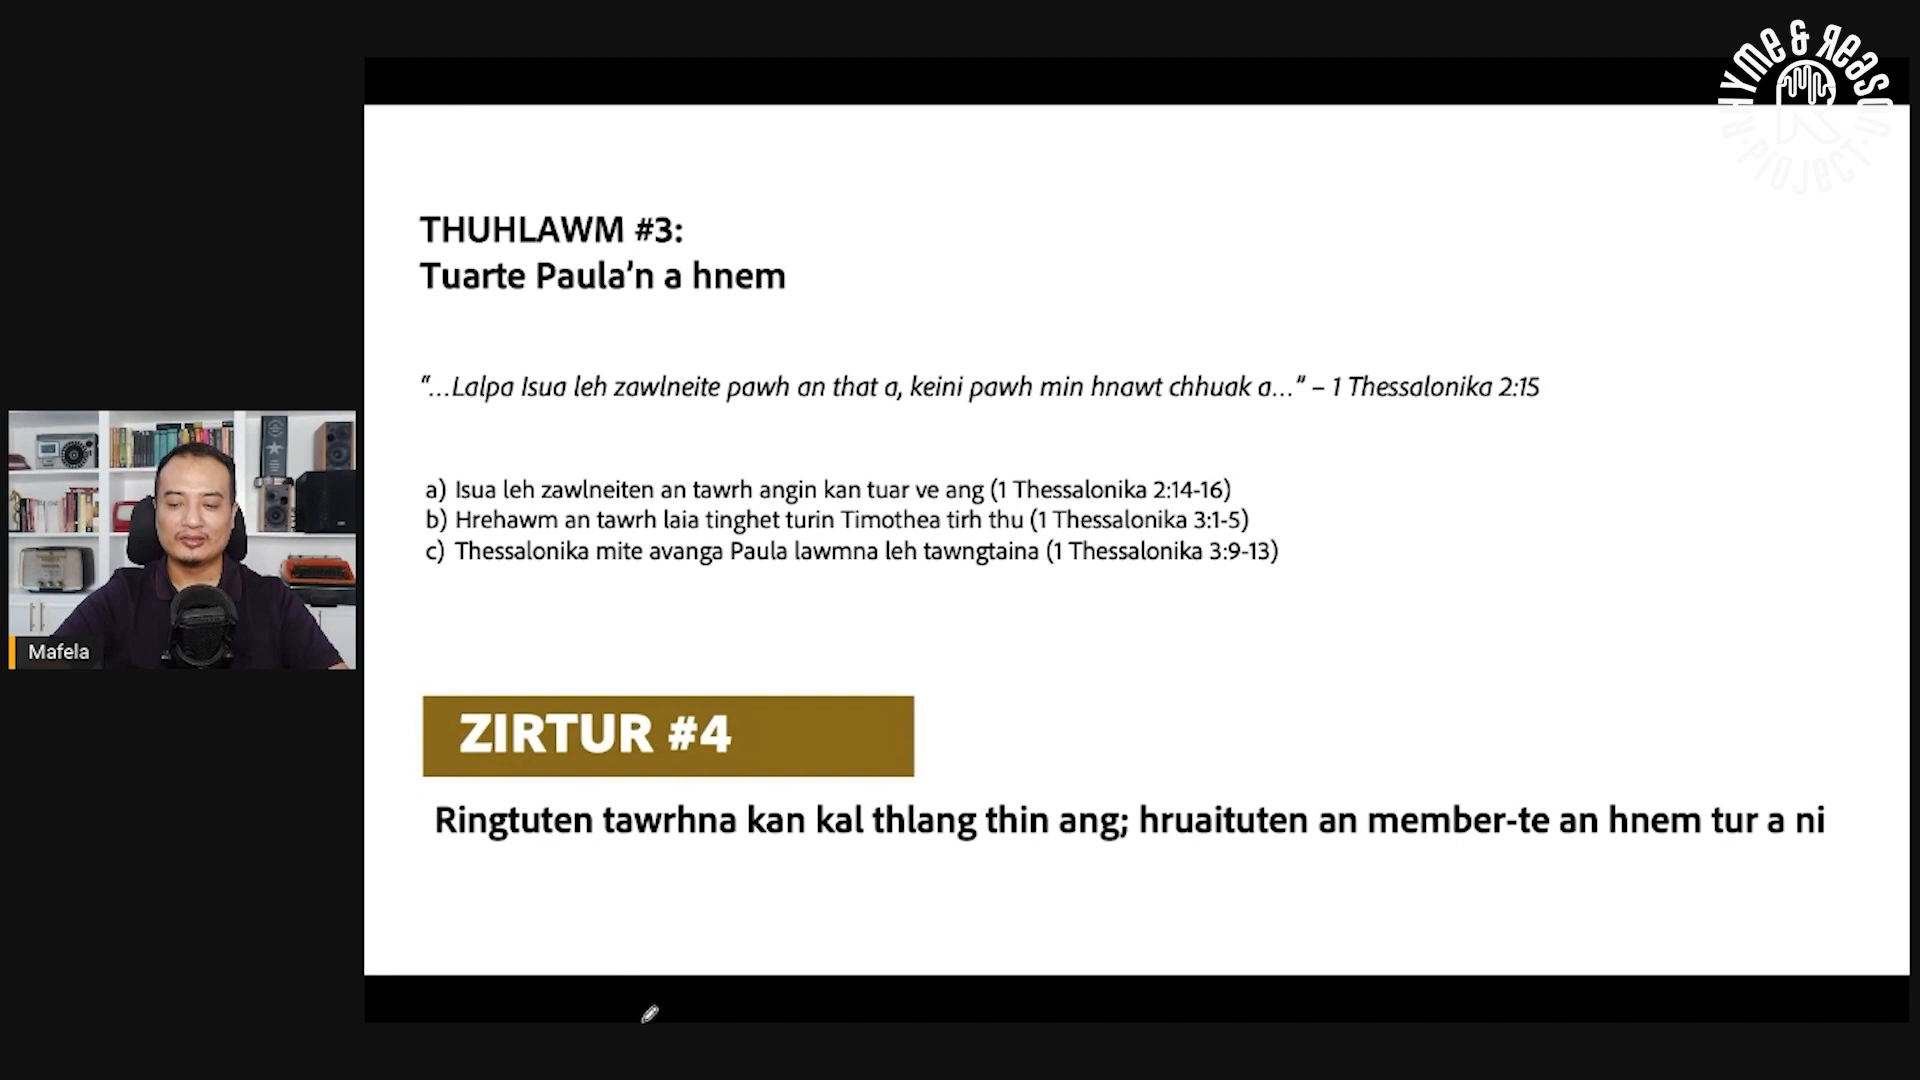 RHYME & REASON
· PROJECT ·
THUHLAWM #3:
Tuarte Paula’n a hnem
“…Lalpa Isua leh zawlneite pawh an that a, keini pawh min hnawt chhuak a…” – 1 Thessalonika 2:15
a) Isua leh zawlneiten an tawrh angin kan tuar ve ang (1 Thessalonika 2:14-16)
b) Hrehawm an tawrh laia tinghet turin Timothea tirh thu (1 Thessalonika 3:1-5)
c) Thessalonika mite avanga Paula lawmna leh tawngtaina (1 Thessalonika 3:9-13)
Mafela
ZIRTUR #4
Ringtuten tawrhna kan kal thlang thin ang; hruaituten an member-te an hnem tur a ni